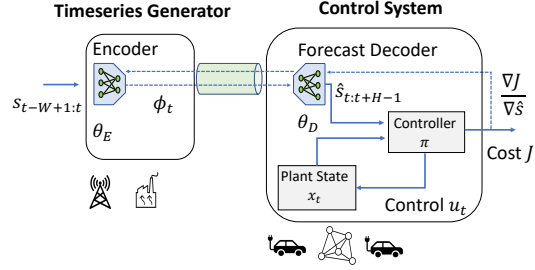 Timeseries Generator
Control System
Encoder
Forecast Decoder
s_{t−W+1:t}
ϕ_t
θ_E
ŝ_{t:t+H−1}
θ_D
∇J
∇ŝ
Controller
π
Cost J
Plant State
x_t
Control u_t